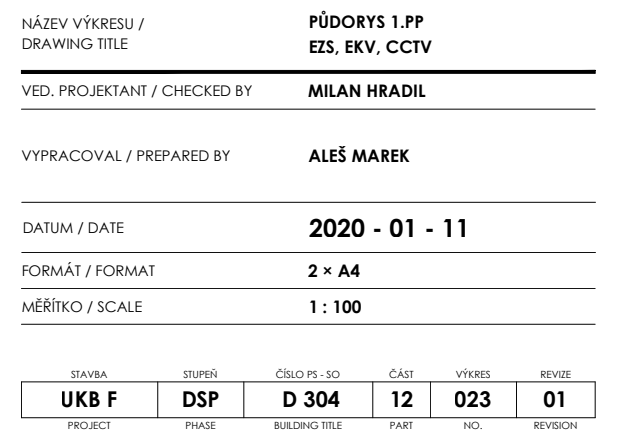 NÁZEV VÝKRESU / PŮDORYS 1.PP
DRAWING TITLE EZS, EKV, CCTV
VED. PROJEKTANT / CHECKED BY MILAN HRADIL
VYPRACOVAL / PREPARED BY ALEŠ MAREK
DATUM / DATE 2020 - 01 - 11
FORMÁT / FORMAT 2 × A4
MĚŘÍTKO / SCALE 1 : 100
STAVBA STUPEŇ ČÍSLO PS - SO ČÁST VÝKRES REVIZE
UKB F DSP D 304 12 023 01
PROJECT PHASE BUILDING TITLE PART NO. REVISION